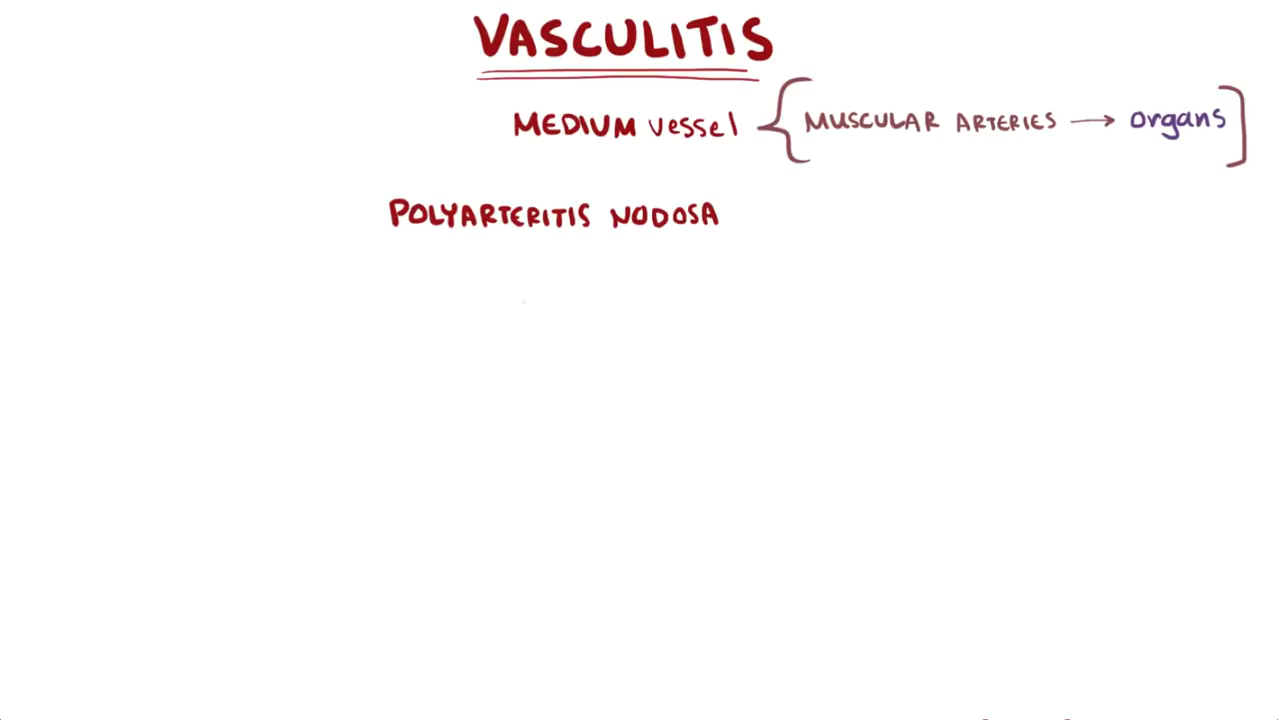 VASCULITIS
MEDIUM vessel { MUSCULAR ARTERIES → organs ]
POLYARTERITIS NODOSA